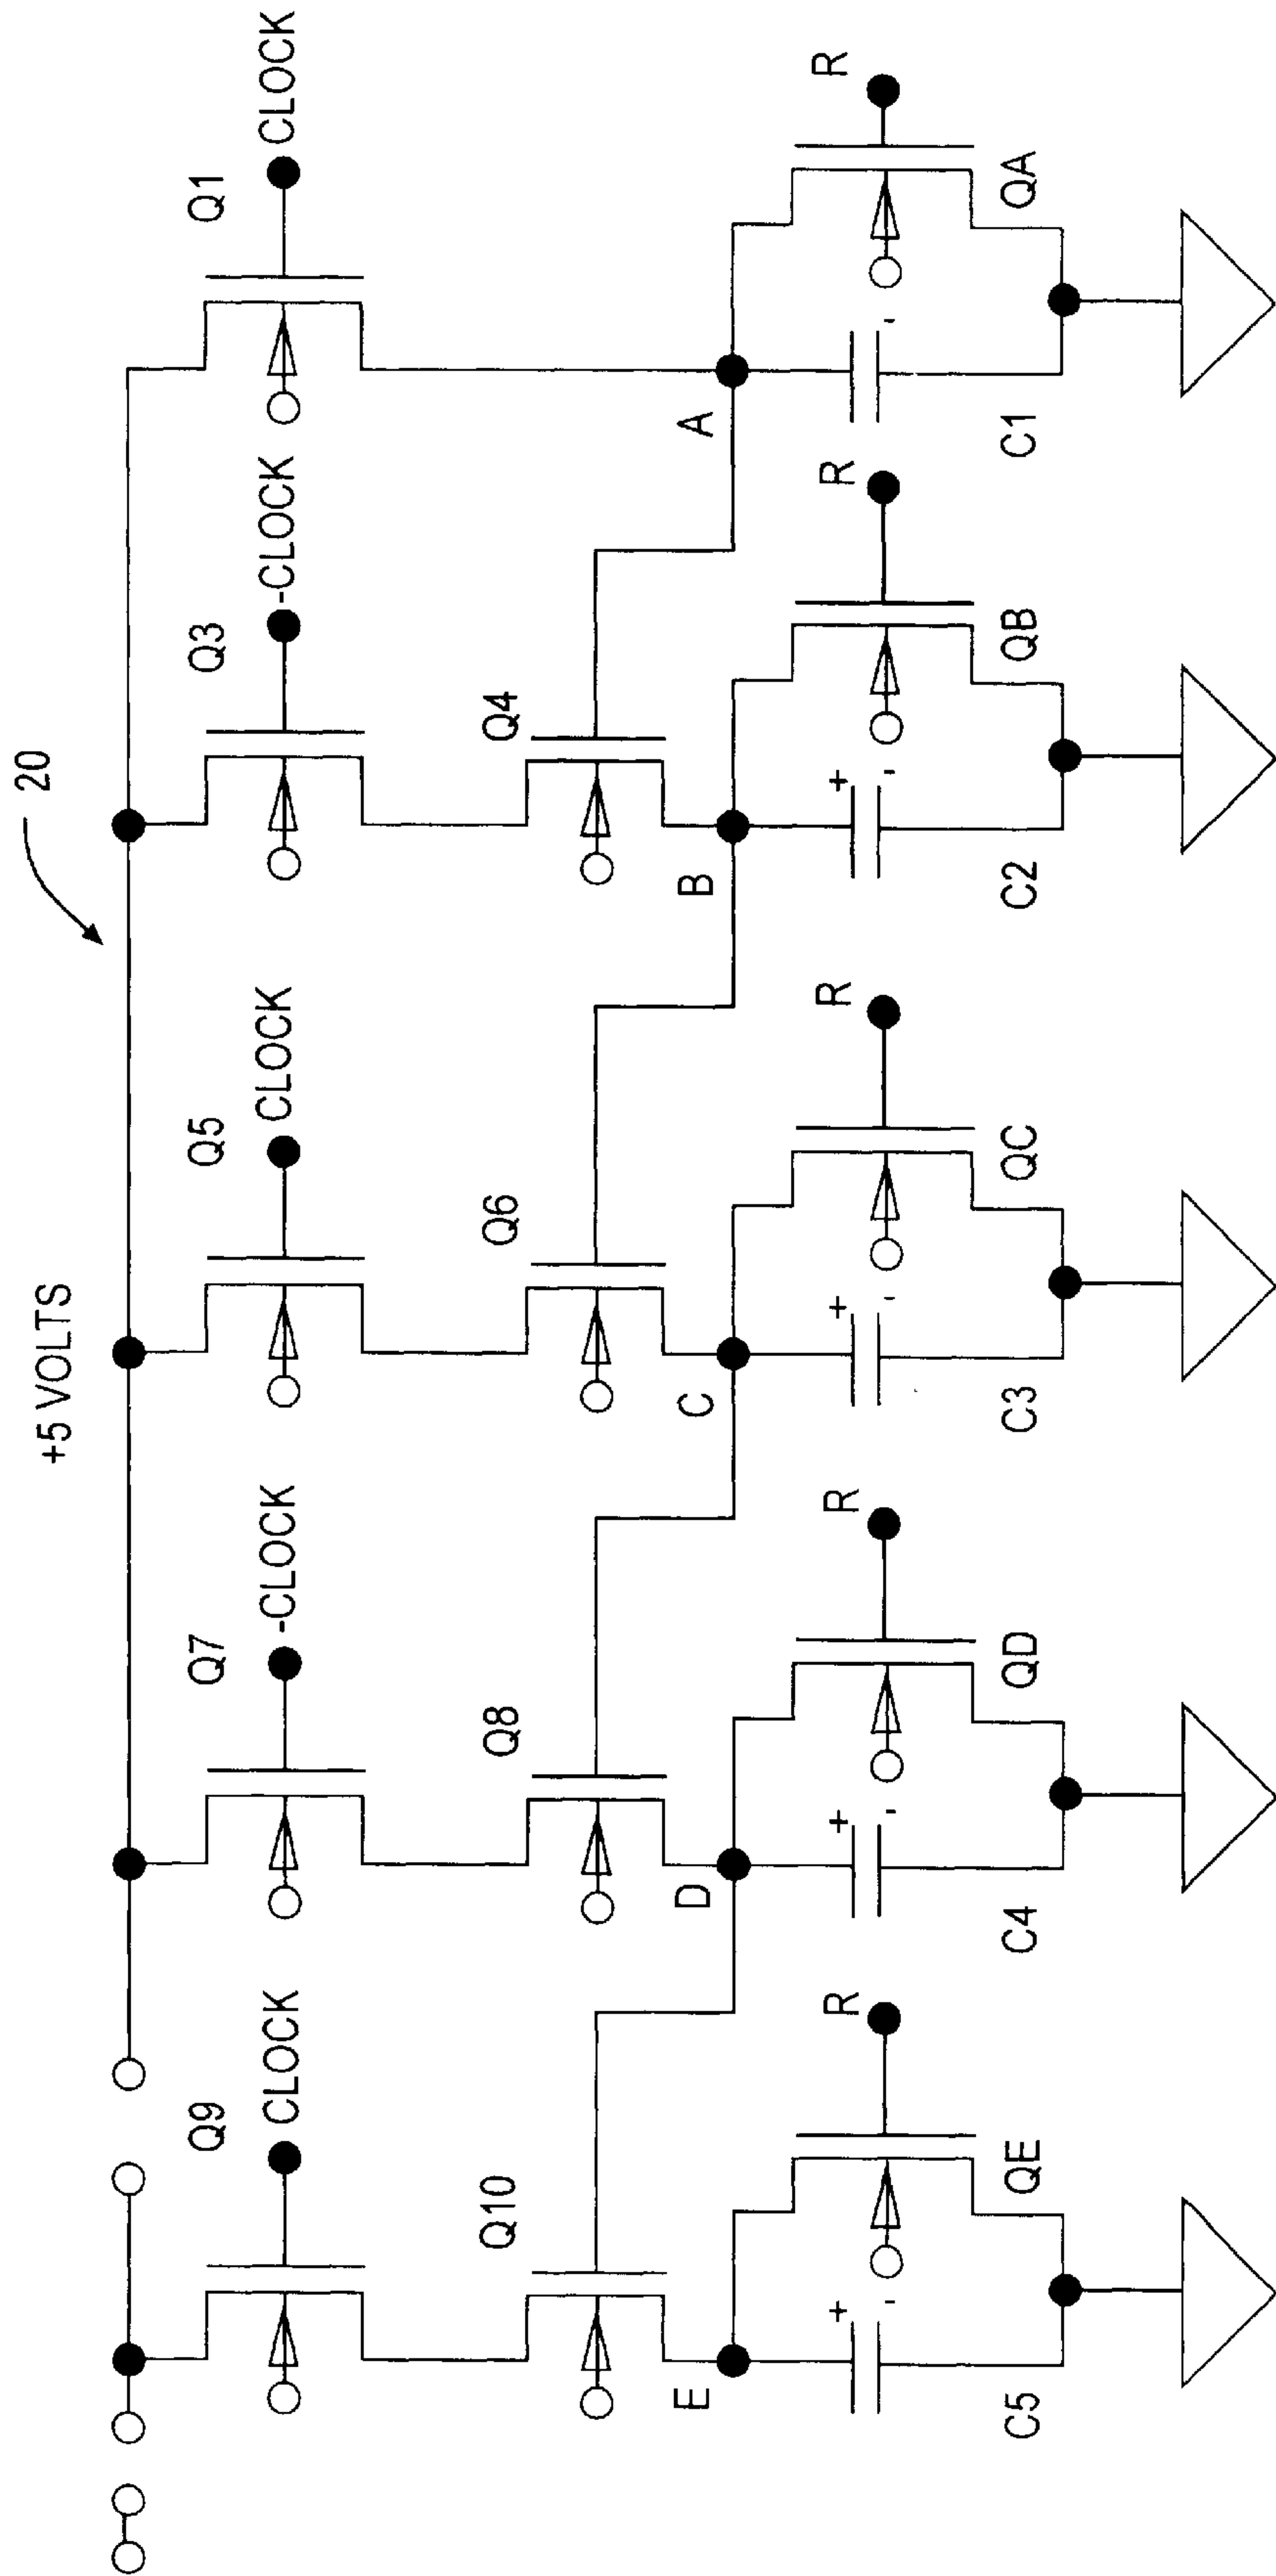 +5 VOLTS
20
Q9
Q7
Q5
Q3
Q1
CLOCK
-CLOCK
CLOCK
-CLOCK
CLOCK
Q10
Q8
Q6
Q4
E
D
C
B
A
+
R
+
R
+
R
+
R
R
-
-
-
-
-
C5
QE
C4
QD
C3
QC
C2
QB
C1
QA